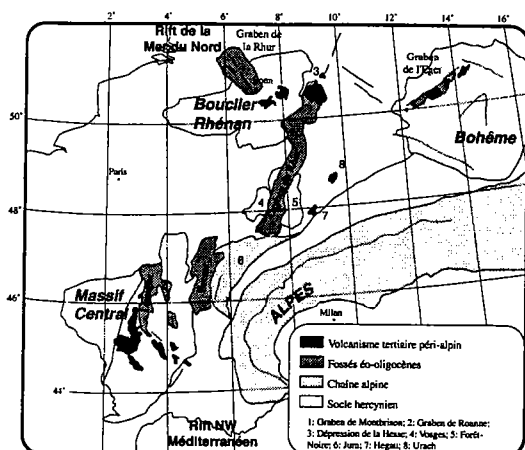 Rift de la
Mer du Nord
Graben de
la Rhur
3
Graben
de l'Eger
Bouclier
Rhénan
Bohême
50°
Paris
8
4
5
7
48°
6
ALPES
Massif
Central
46°
Milan
44°
Rift NW
Méditerranéen
2°
4°
6°
8°
10°
12°
14°
16°
Volcanisme tertiaire péri-alpin
Fossés éo-oligocènes
Chaîne alpine
Socle hercynien
1: Graben de Montbrison; 2: Graben de Roanne;
3: Dépression de la Hesse; 4: Vosges; 5: Forêt-
Noire; 6: Jura; 7: Hegau; 8: Urach